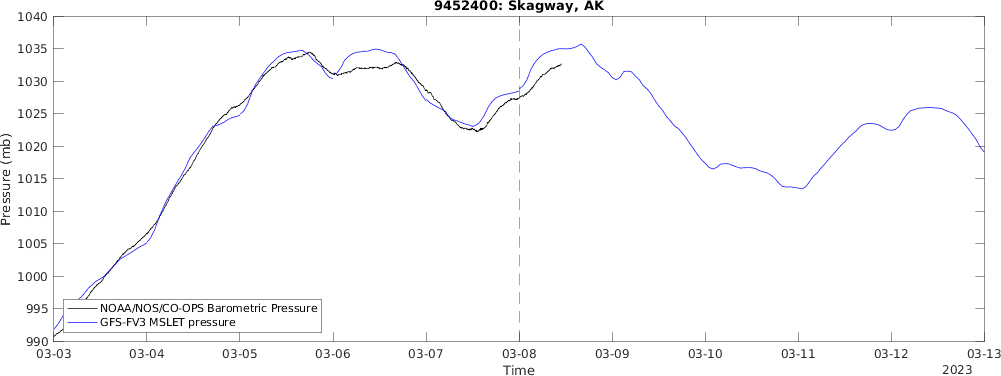 9452400: Skagway, AK
1040
1035
1030
1025
1020
1015
1010
1005
1000
995
990
Pressure (mb)
NOAA/NOS/CO-OPS Barometric Pressure
GFS-FV3 MSLET pressure
03-03 03-04 03-05 03-06 03-07 03-08 03-09 03-10 03-11 03-12 03-13
Time
2023